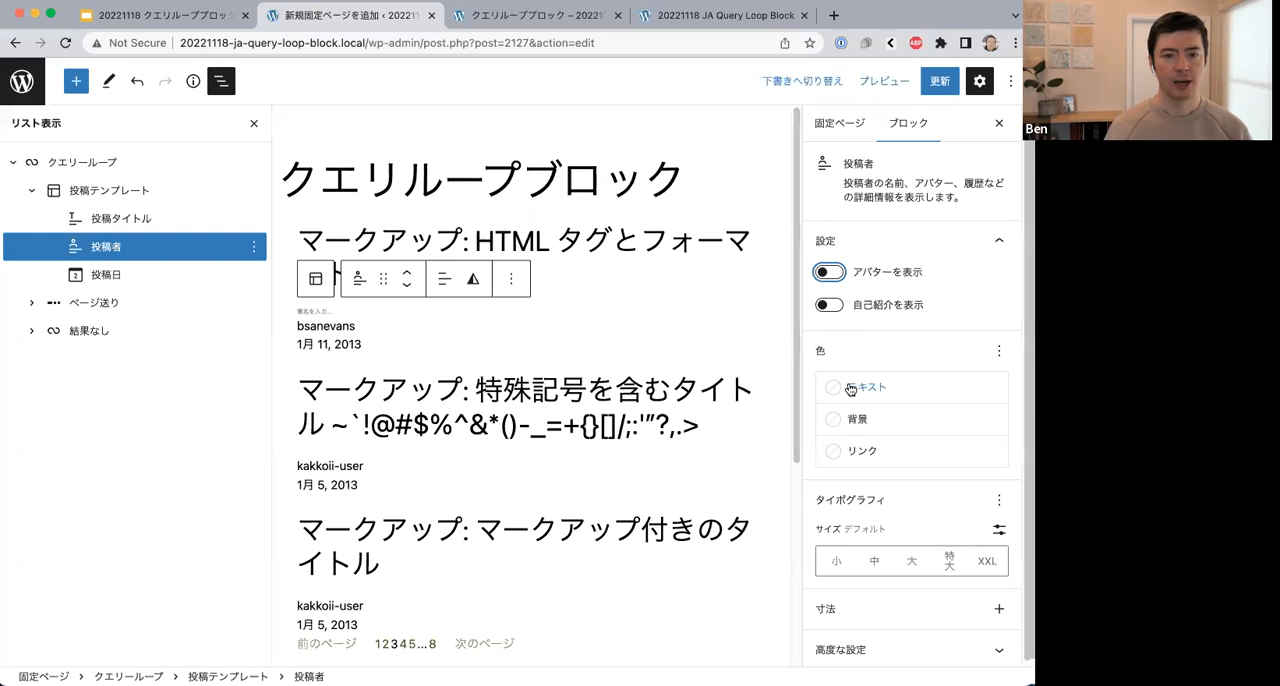 20221118 クエリループブロック
新規固定ページを追加 ‹ 202211
クエリループブロック – 202211
20221118 JA Query Loop Block
Not Secure
20221118-ja-query-loop-block.local/wp-admin/post.php?post=2127&action=edit
ABP
Ben
下書きへ切り替え
プレビュー
更新
リスト表示
クエリーループ
投稿テンプレート
投稿タイトル
投稿者
投稿日
ページ送り
結果なし
クエリループブロック
マークアップ: HTML タグとフォーマ
署名を入力...
bsanevans
1月 11, 2013
マークアップ: 特殊記号を含むタイト
ル ~`!@#$%^&*()-_=+{}[]/;:'"?,.>
kakkoii-user
1月 5, 2013
マークアップ: マークアップ付きのタ
イトル
kakkoii-user
1月 5, 2013
前のページ 12345…8 次のページ
固定ページ ブロック
投稿者
投稿者の名前、アバター、履歴など
の詳細情報を表示します。
設定
アバターを表示
自己紹介を表示
色
キスト
背景
リンク
タイポグラフィ
サイズ デフォルト
小 中 大 特大 XXL
寸法
高度な設定
固定ページ › クエリーループ › 投稿テンプレート › 投稿者